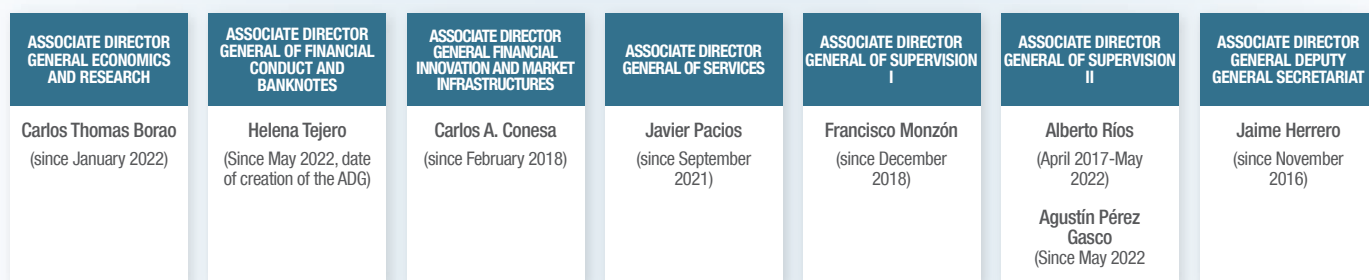 ASSOCIATE DIRECTOR
GENERAL ECONOMICS
AND RESEARCH
Carlos Thomas Borao
(since January 2022)
ASSOCIATE DIRECTOR
GENERAL OF FINANCIAL
CONDUCT AND
BANKNOTES
Helena Tejero
(Since May 2022, date
of creation of the ADG)
ASSOCIATE DIRECTOR
GENERAL FINANCIAL
INNOVATION AND MARKET
INFRASTRUCTURES
Carlos A. Conesa
(since February 2018)
ASSOCIATE DIRECTOR
GENERAL OF SERVICES
Javier Pacios
(since September
2021)
ASSOCIATE DIRECTOR
GENERAL OF SUPERVISION
I
Francisco Monzón
(since December
2018)
ASSOCIATE DIRECTOR
GENERAL OF SUPERVISION
II
Alberto Ríos
(April 2017-May
2022)
Agustín Pérez
Gasco
(Since May 2022
ASSOCIATE DIRECTOR
GENERAL DEPUTY
GENERAL SECRETARIAT
Jaime Herrero
(since November
2016)